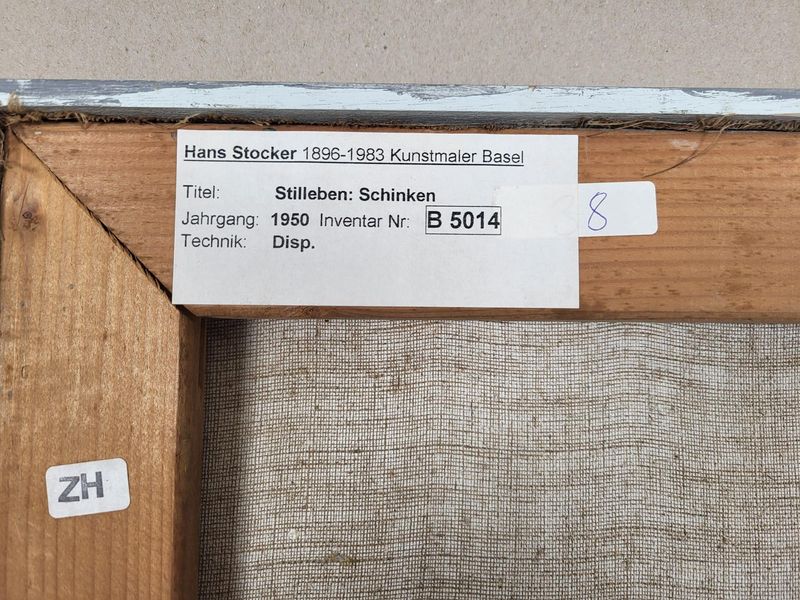 Hans Stocker 1896-1983 Kunstmaler Basel
Titel: Stilleben: Schinken
Jahrgang: 1950 Inventar Nr: B 5014
Technik: Disp.
38
ZH